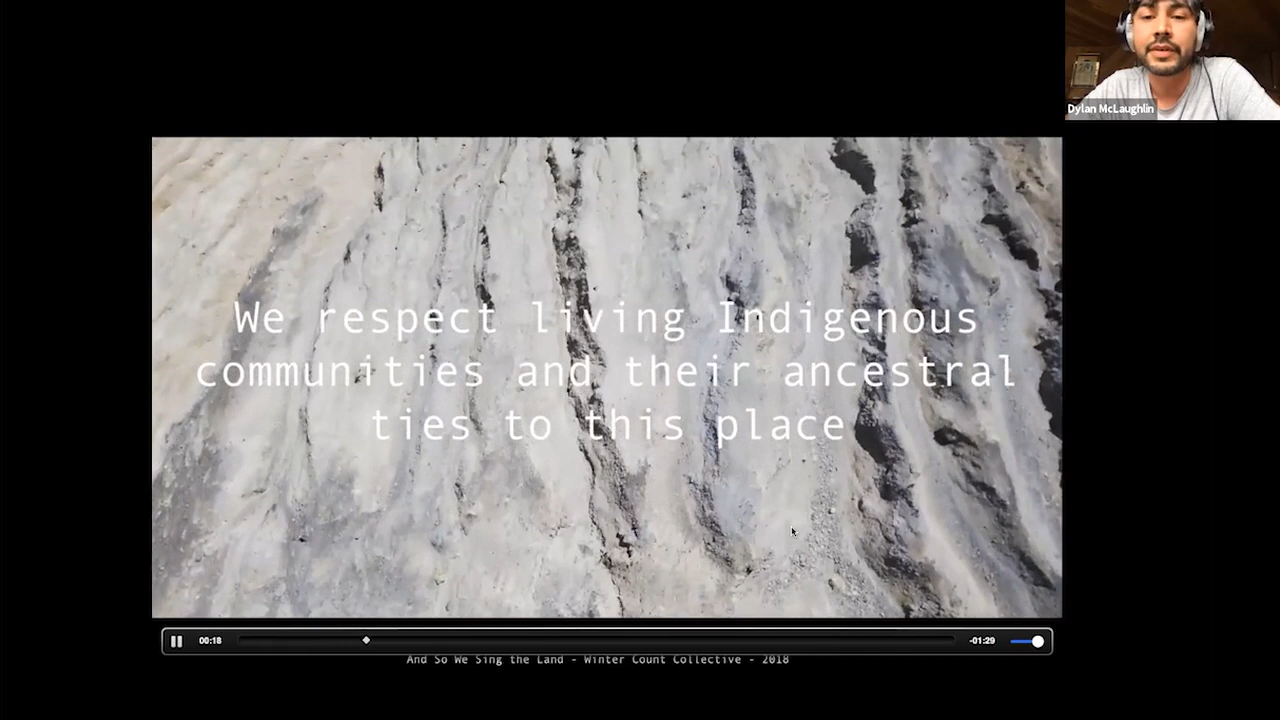 Dylan McLaughlin
We respect living Indigenous
communities and their ancestral
ties to this place
00:18
-01:29
And So We Sing the Land - Winter Count Collective - 2018